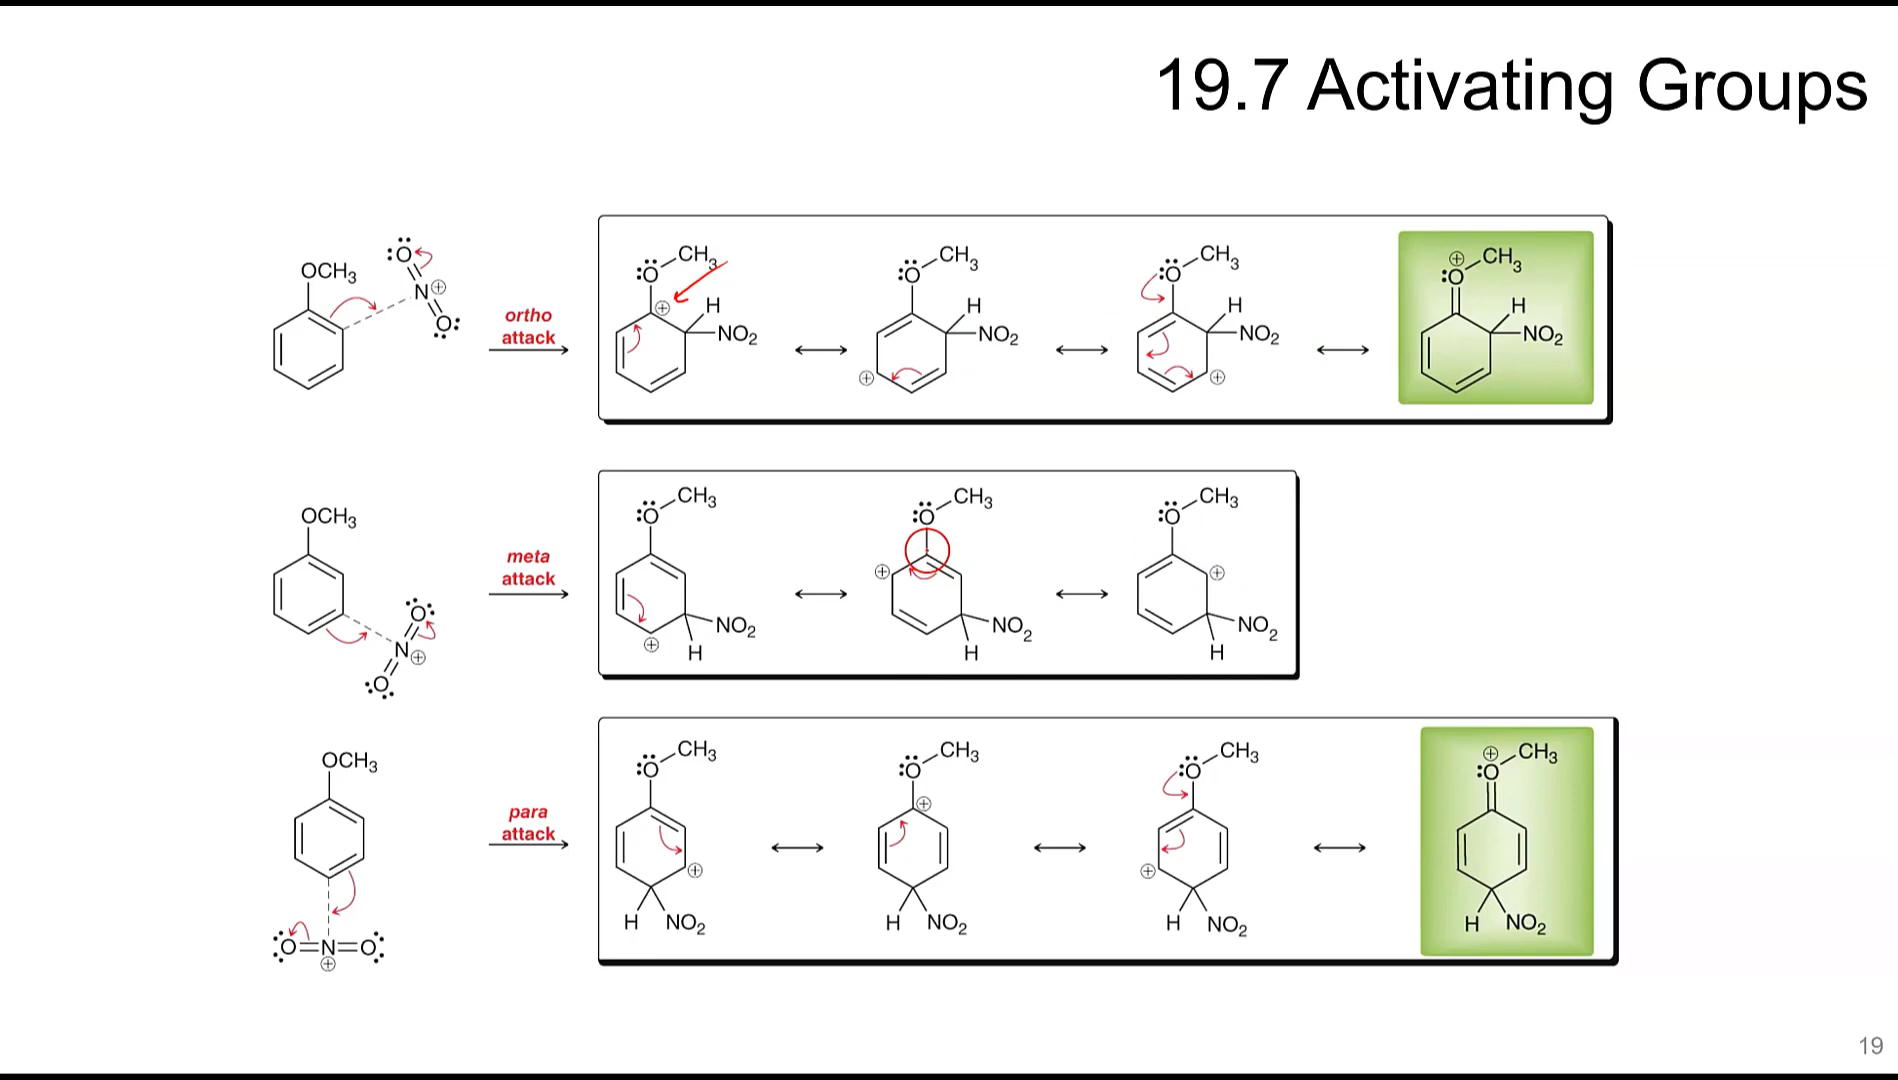 19.7 Activating Groups
OCH3
:O
N⊕
O:
ortho
attack
:O CH3
⊕ H
NO2
:O CH3
H
NO2
⊕
:O CH3
H
NO2
⊕
⊕
:O CH3
H
NO2
OCH3
O:
N⊕
:O
meta
attack
:O CH3
NO2
⊕
H
:O CH3
⊕
NO2
H
:O CH3
⊕
NO2
H
OCH3
:O=N=O:
⊕
para
attack
:O CH3
⊕
H NO2
:O CH3
⊕
H NO2
:O CH3
⊕
H NO2
⊕
:O CH3
H NO2
19